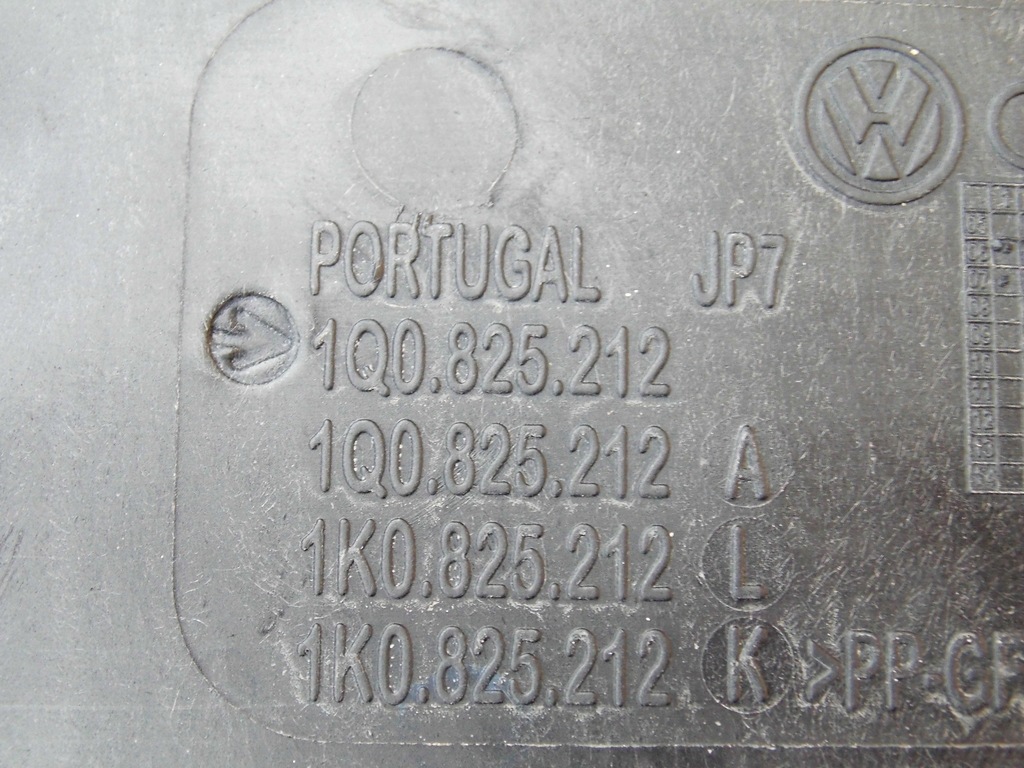 PORTUGAL JP7
1Q0.825.212
1Q0.825.212 A
1K0.825.212 L
1K0.825.212 K >PP-GF